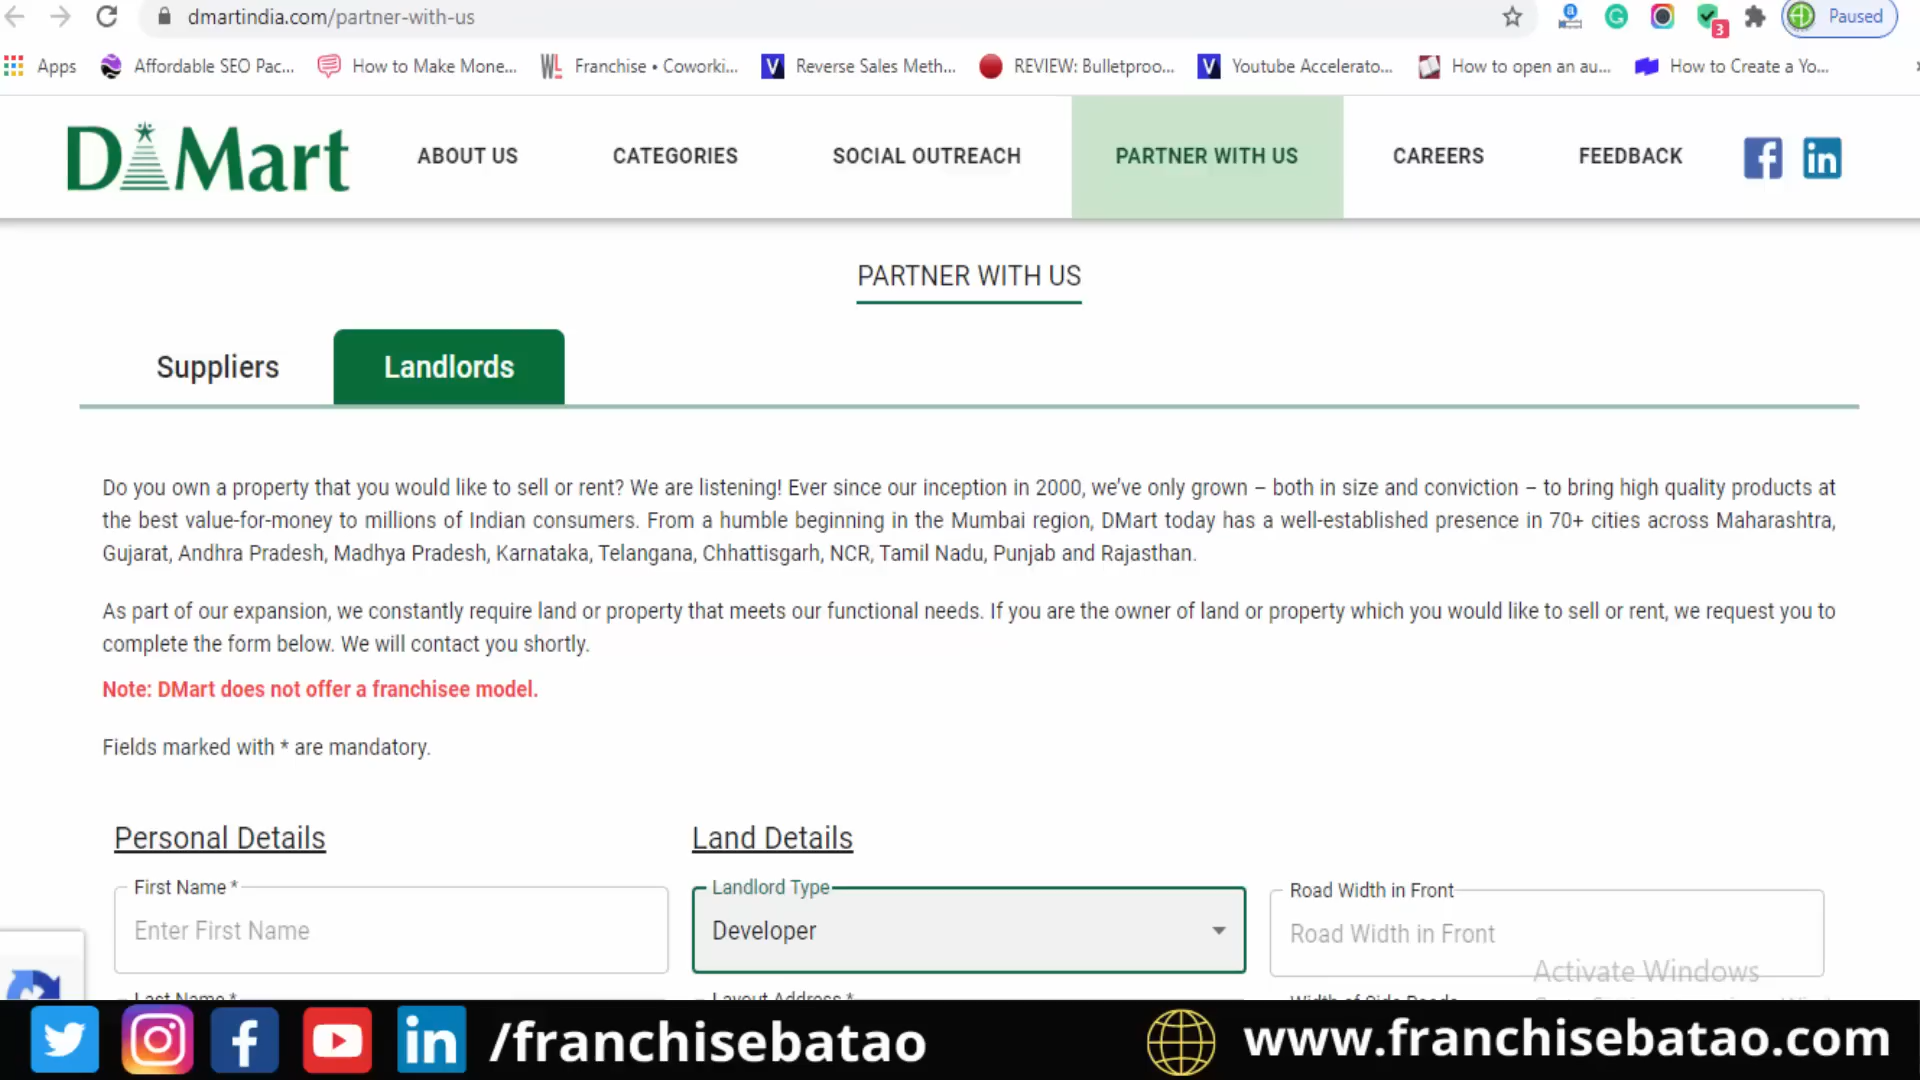 dmartindia.com/partner-with-us
Paused
3
Apps
Affordable SEO Pac...
How to Make Mone...
Franchise • Coworki...
Reverse Sales Meth...
REVIEW: Bulletproo...
Youtube Accelerato...
How to open an au...
How to Create a Yo...
DMart
ABOUT US
CATEGORIES
SOCIAL OUTREACH
PARTNER WITH US
CAREERS
FEEDBACK
PARTNER WITH US
Suppliers
Landlords
Do you own a property that you would like to sell or rent? We are listening! Ever since our inception in 2000, we've only grown – both in size and conviction – to bring high quality products at
the best value-for-money to millions of Indian consumers. From a humble beginning in the Mumbai region, DMart today has a well-established presence in 70+ cities across Maharashtra,
Gujarat, Andhra Pradesh, Madhya Pradesh, Karnataka, Telangana, Chhattisgarh, NCR, Tamil Nadu, Punjab and Rajasthan.
As part of our expansion, we constantly require land or property that meets our functional needs. If you are the owner of land or property which you would like to sell or rent, we request you to
complete the form below. We will contact you shortly.
Note: DMart does not offer a franchisee model.
Fields marked with * are mandatory.
Personal Details
Land Details
First Name *
Enter First Name
Landlord Type
Developer
Road Width in Front
Road Width in Front
Activate Windows
Last Name *
Layout Address *
Width of Side Roads
/franchisebatao
www.franchisebatao.com